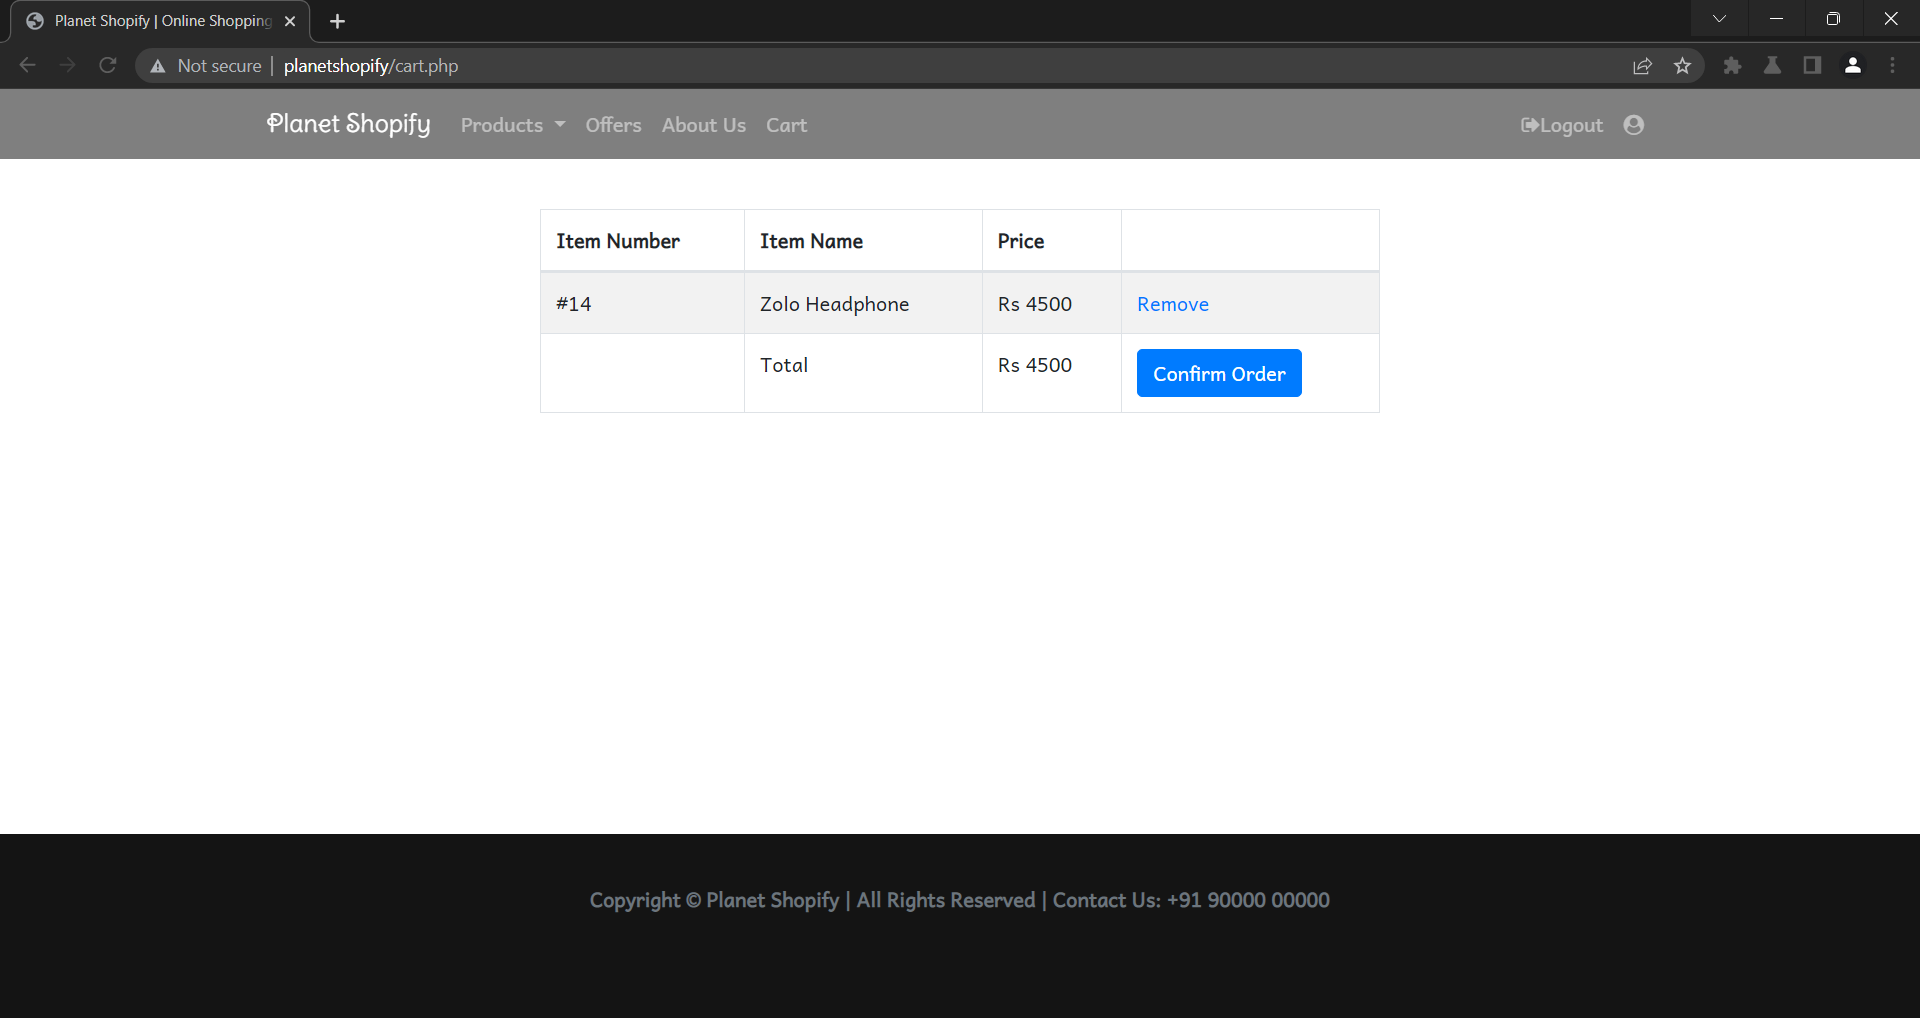 Planet Shopify | Online Shopping
Not secure | planetshopify/cart.php
Planet Shopify Products Offers About Us Cart Logout
Item Number Item Name Price
#14 Zolo Headphone Rs 4500 Remove
Total Rs 4500 Confirm Order
Copyright © Planet Shopify | All Rights Reserved | Contact Us: +91 90000 00000